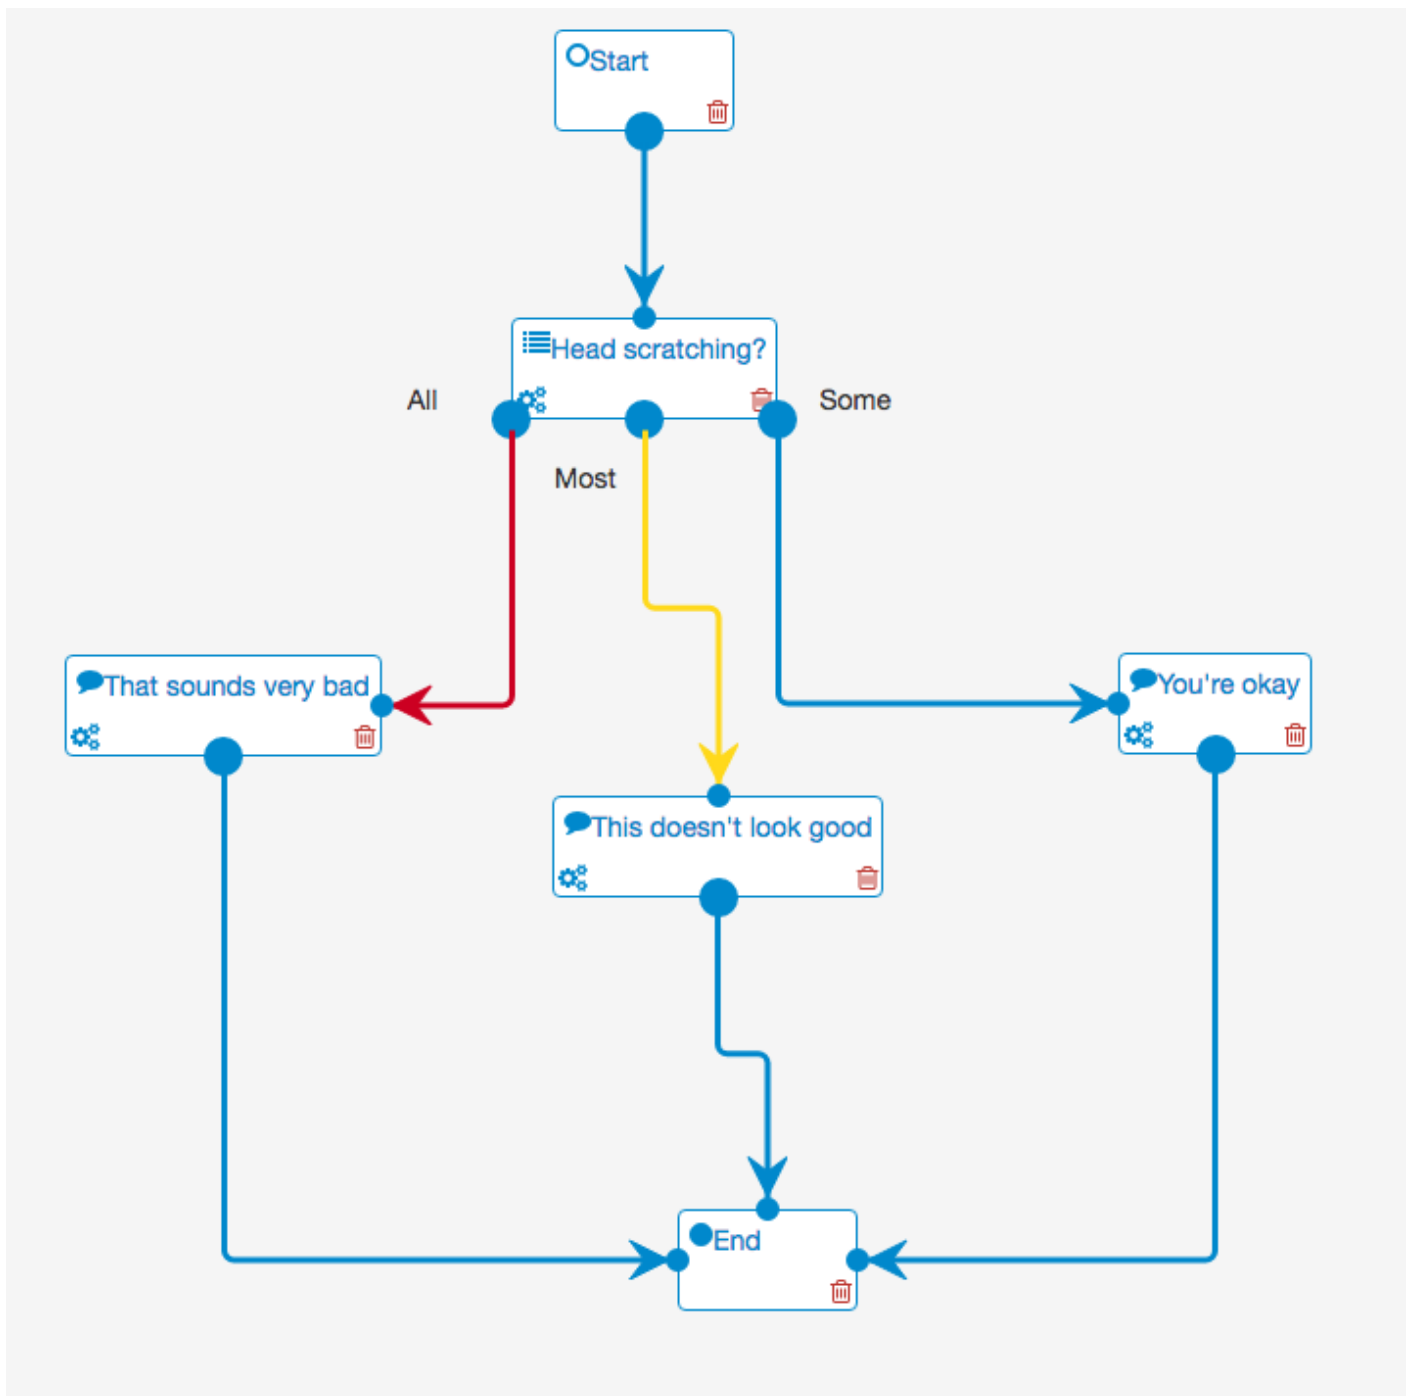 Start
Head scratching?
All
Some
Most
That sounds very bad
You're okay
This doesn't look good
End